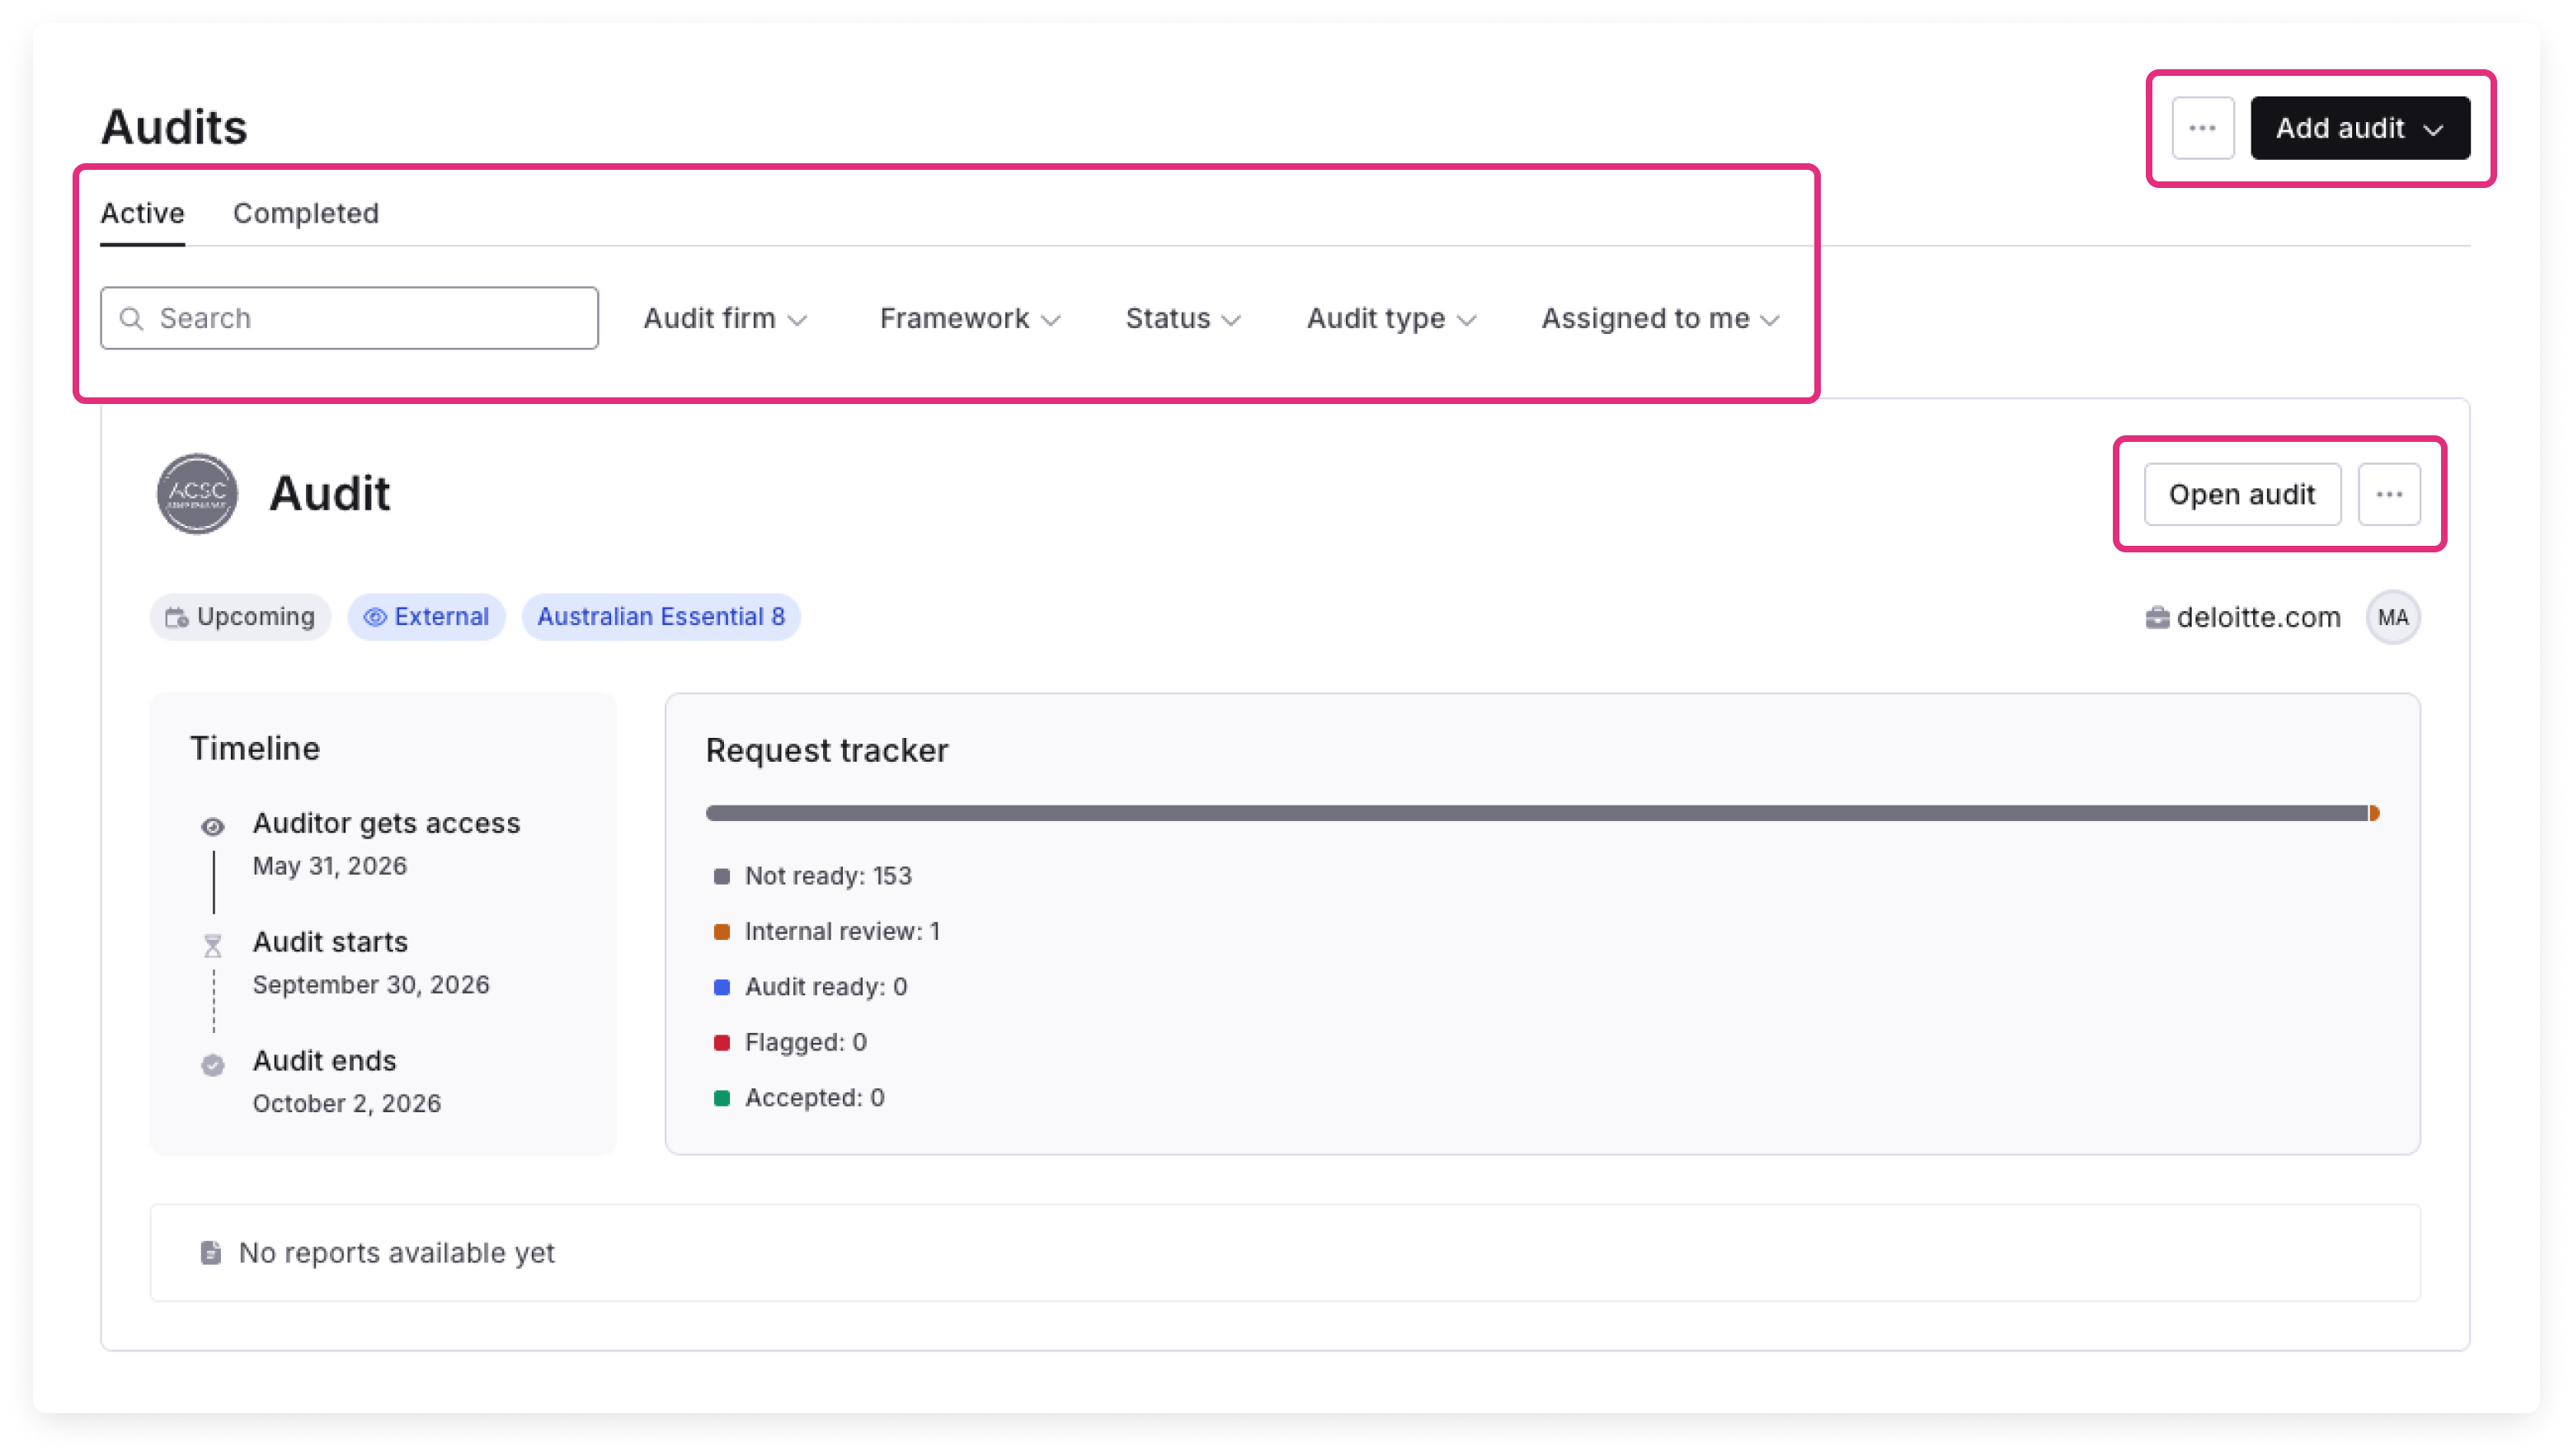 Audits
Add audit
Active Completed
Search Audit firm Framework Status Audit type Assigned to me
ACSC
Audit
Open audit
Upcoming External Australian Essential 8
deloitte.com MA
Timeline
Auditor gets access
May 31, 2026
Audit starts
September 30, 2026
Audit ends
October 2, 2026
Request tracker
Not ready: 153
Internal review: 1
Audit ready: 0
Flagged: 0
Accepted: 0
No reports available yet